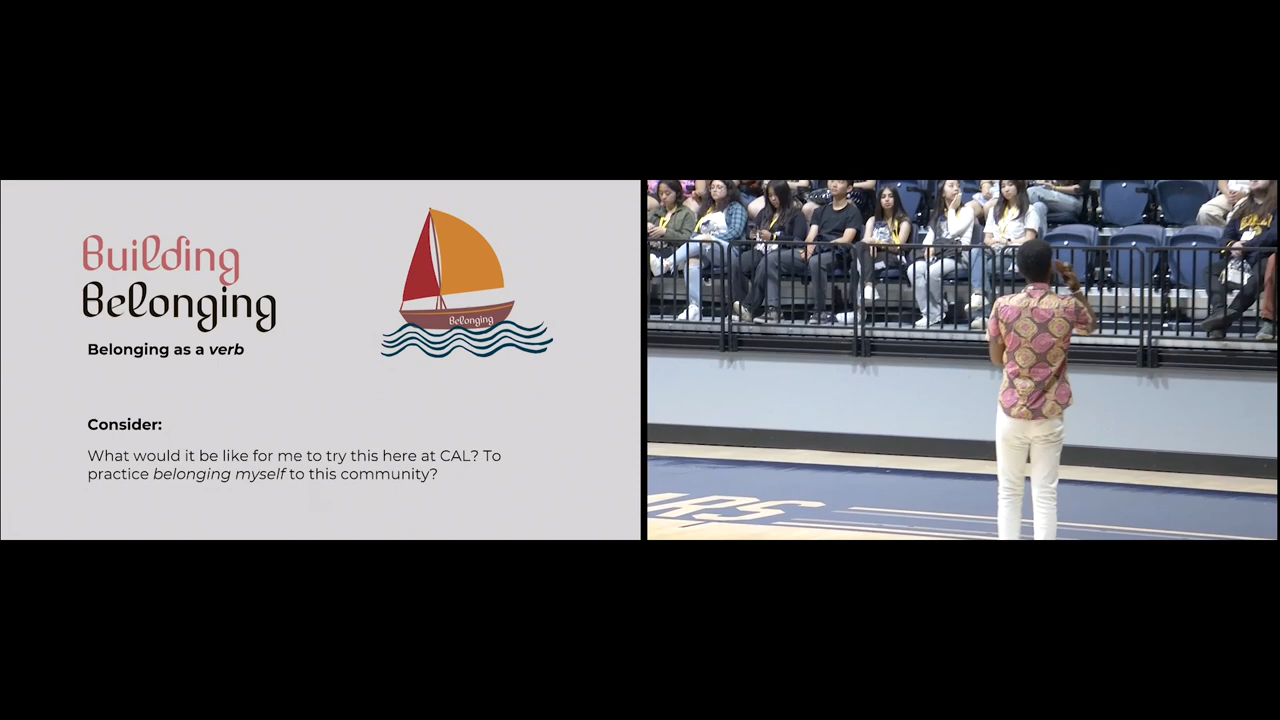 Building
Belonging
Belonging as a verb
Belonging
Consider:
What would it be like for me to try this here at CAL? To
practice belonging myself to this community?
ARS